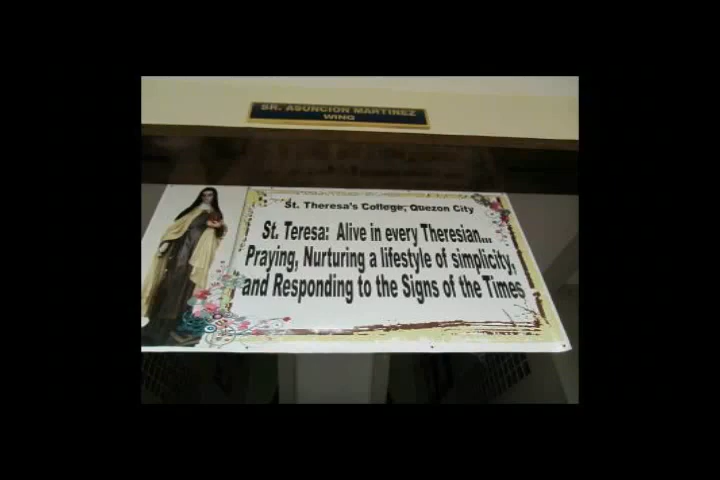 SR. ASUNCION MARTINEZ
WING
St. Theresa's College, Quezon City
St. Teresa: Alive in every Theresian...
Praying, Nurturing a lifestyle of simplicity,
and Responding to the Signs of the Times